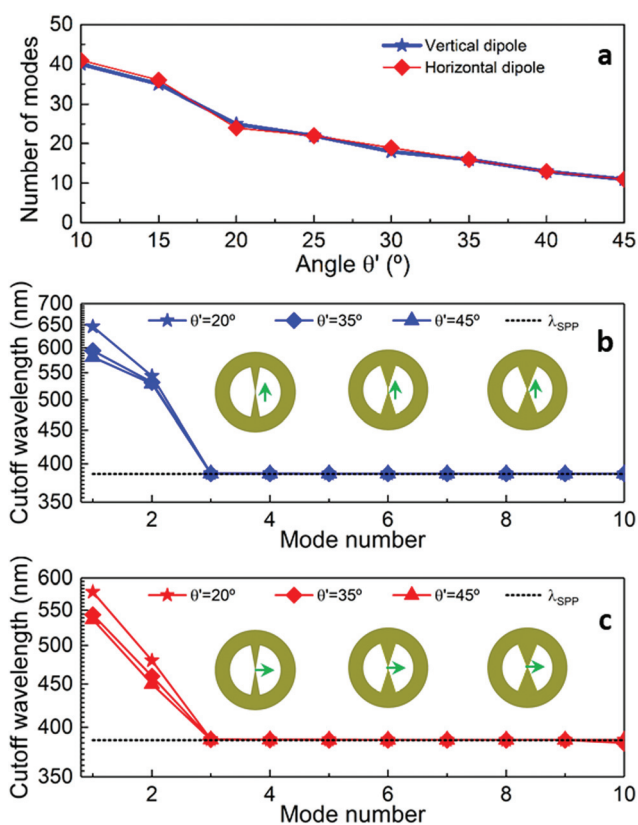 50
40
30
20
10
0
Number of modes
Vertical dipole
Horizontal dipole
a
10 15 20 25 30 35 40 45
Angle θ' (º)
700
650
600
550
500
450
400
350
Cutoff wavelength (nm)
θ'=20º θ'=35º θ'=45º λSPP
b
2 4 6 8 10
Mode number
600
550
500
450
400
350
Cutoff wavelength (nm)
θ'=20º θ'=35º θ'=45º λSPP
c
2 4 6 8 10
Mode number